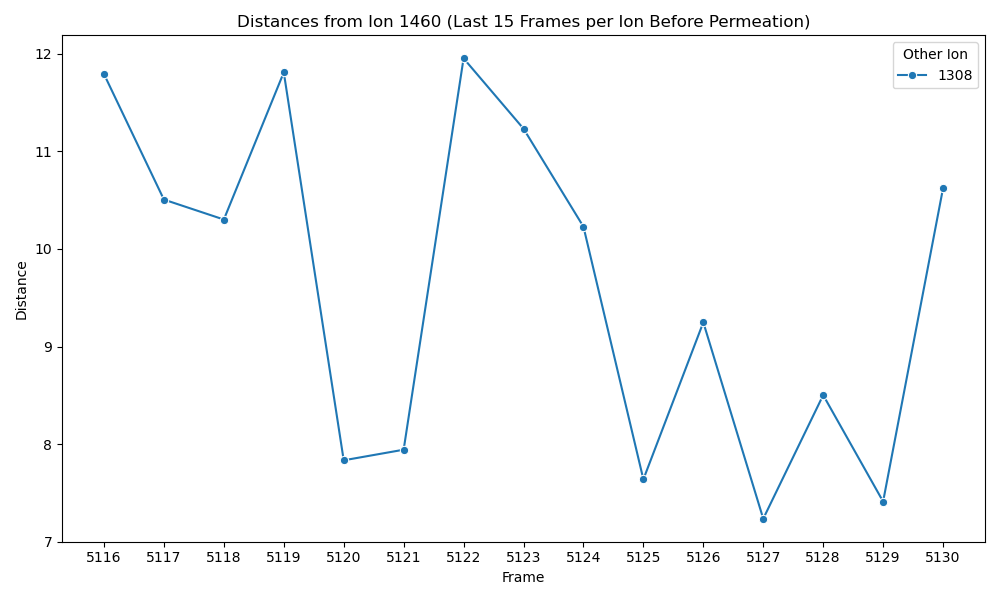 Distances from Ion 1460 (Last 15 Frames per Ion Before Permeation)
Other Ion
1308
12
11
10
9
8
7
Distance
5116 5117 5118 5119 5120 5121 5122 5123 5124 5125 5126 5127 5128 5129 5130
Frame